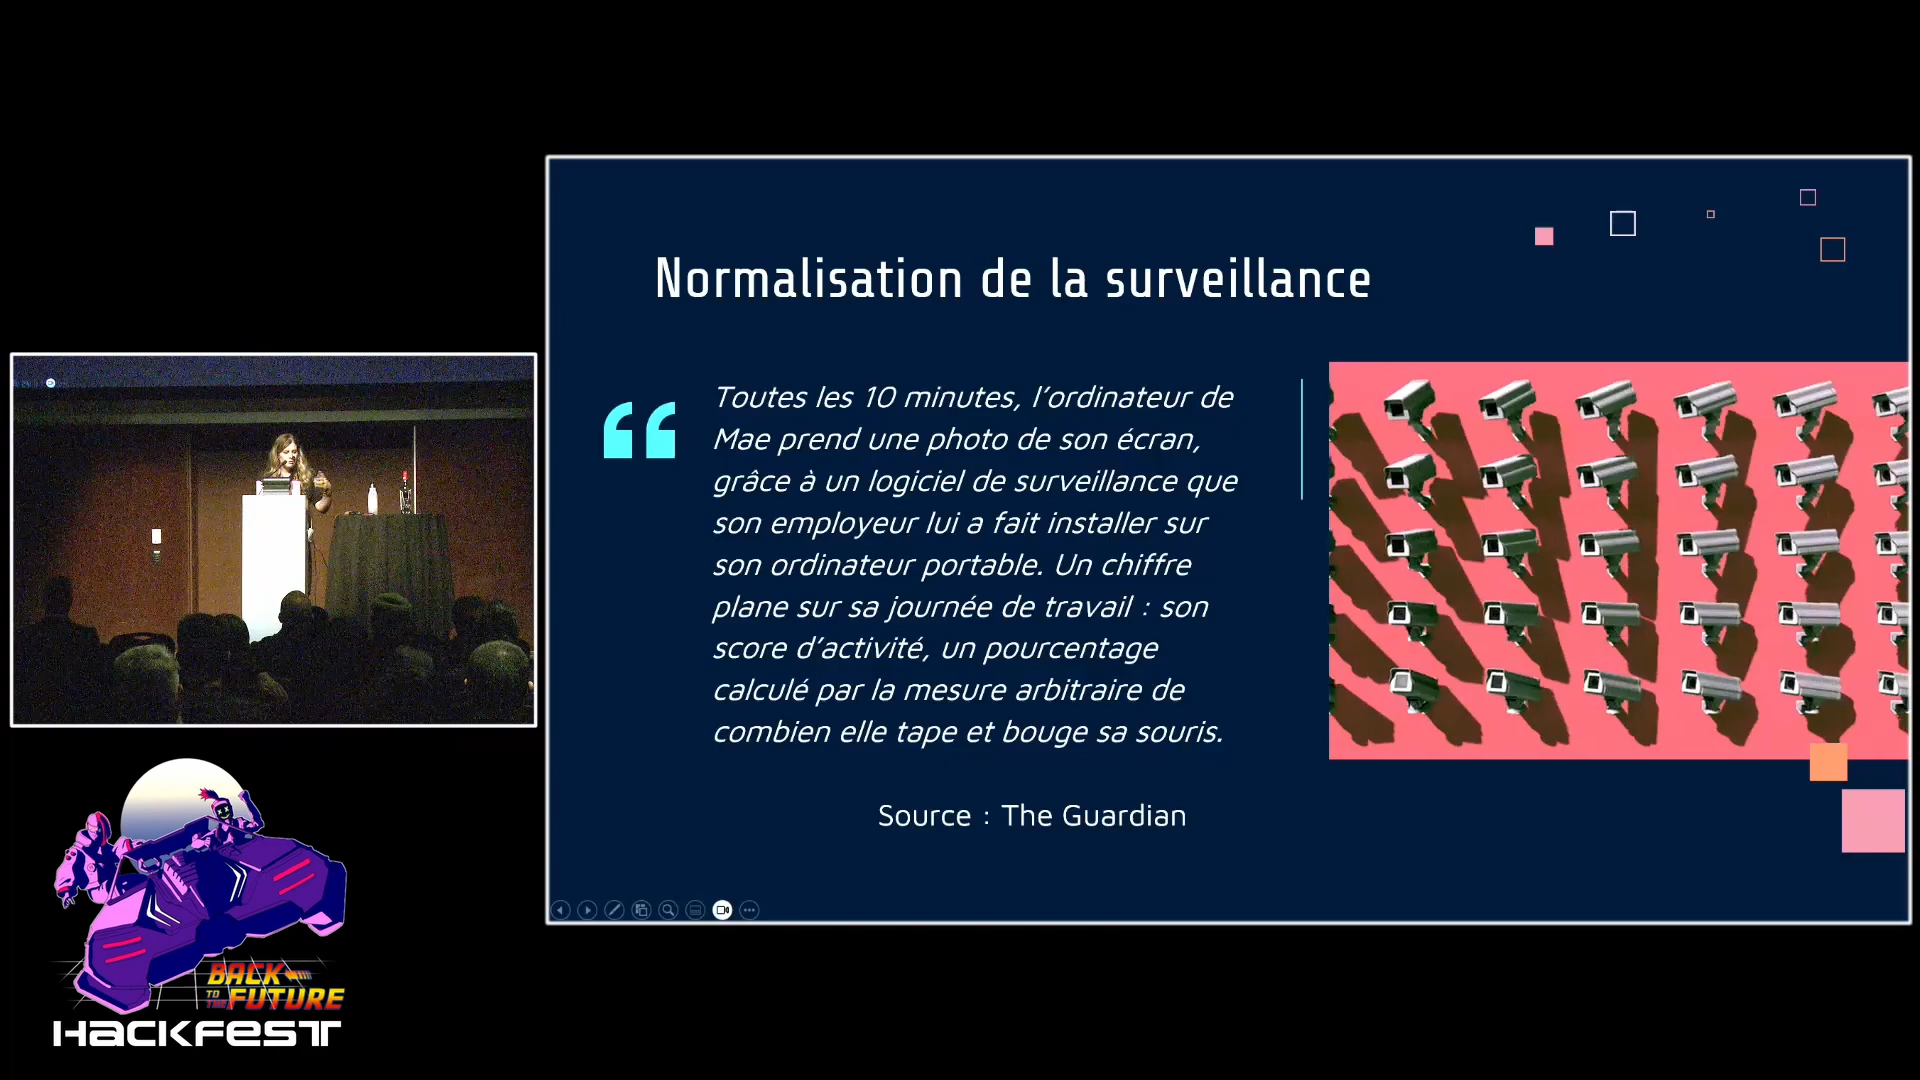 Normalisation de la surveillance
Toutes les 10 minutes, l’ordinateur de
Mae prend une photo de son écran,
grâce à un logiciel de surveillance que
son employeur lui a fait installer sur
son ordinateur portable. Un chiffre
plane sur sa journée de travail : son
score d’activité, un pourcentage
calculé par la mesure arbitraire de
combien elle tape et bouge sa souris.
Source : The Guardian
BACK
TO THE FUTURE
HACKFEST